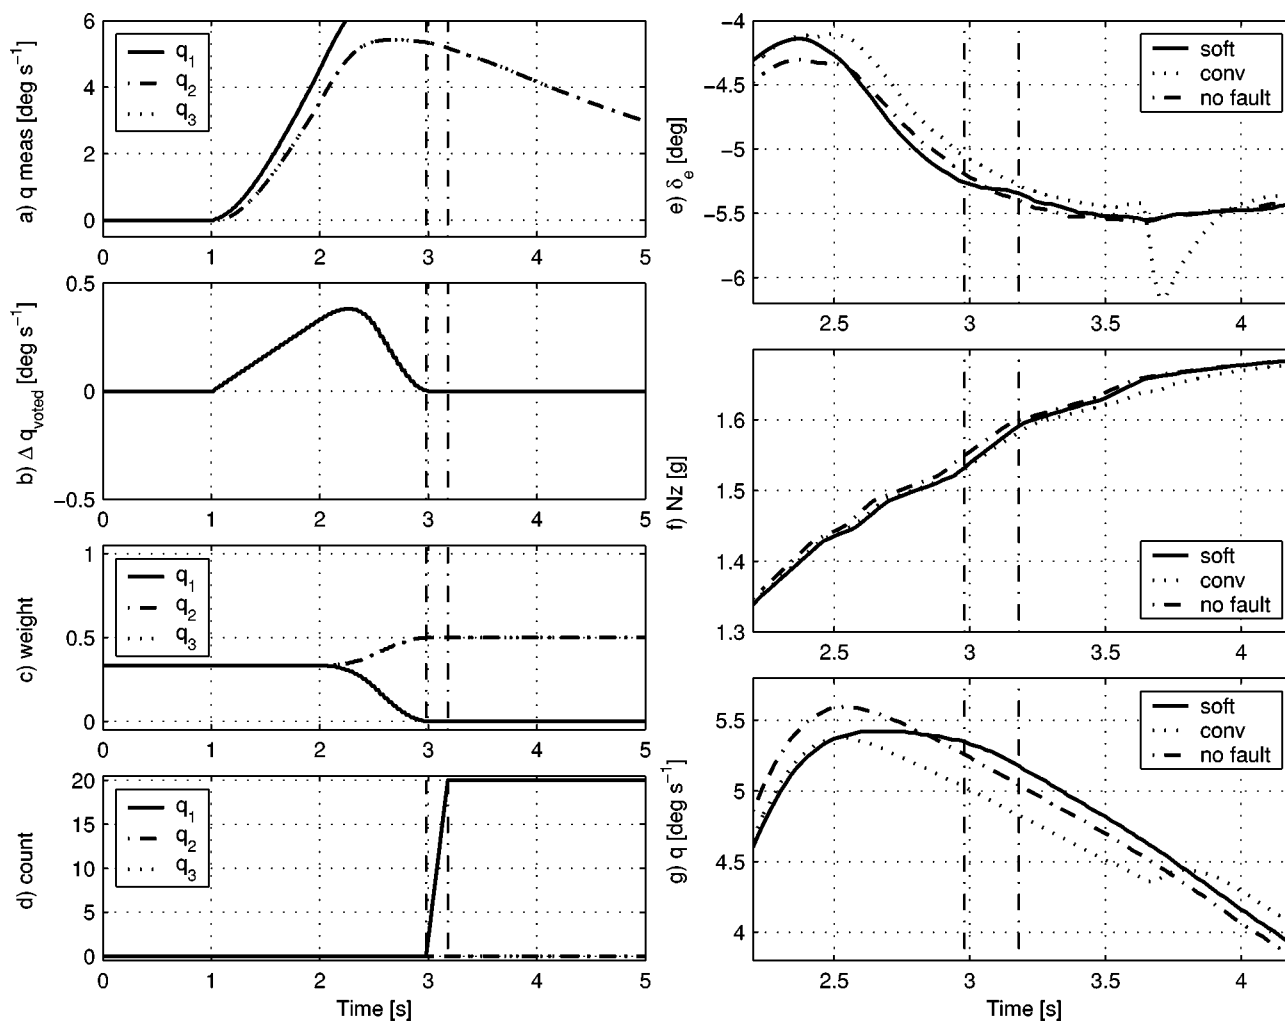 a) q meas [deg s⁻¹]
6
4
2
0
q₁
q₂
q₃
0 1 2 3 4 5
b) Δ q_voted [deg s⁻¹]
0.5
0
−0.5
0 1 2 3 4 5
c) weight
1
0.5
0
q₁
q₂
q₃
0 1 2 3 4 5
d) count
20
15
10
5
0
q₁
q₂
q₃
0 1 2 3 4 5
Time [s]
e) δₑ [deg]
−4
−4.5
−5
−5.5
−6
soft
conv
no fault
2.5 3 3.5 4
f) Nz [g]
1.6
1.5
1.4
1.3
soft
conv
no fault
2.5 3 3.5 4
g) q [deg s⁻¹]
5.5
5
4.5
4
soft
conv
no fault
2.5 3 3.5 4
Time [s]